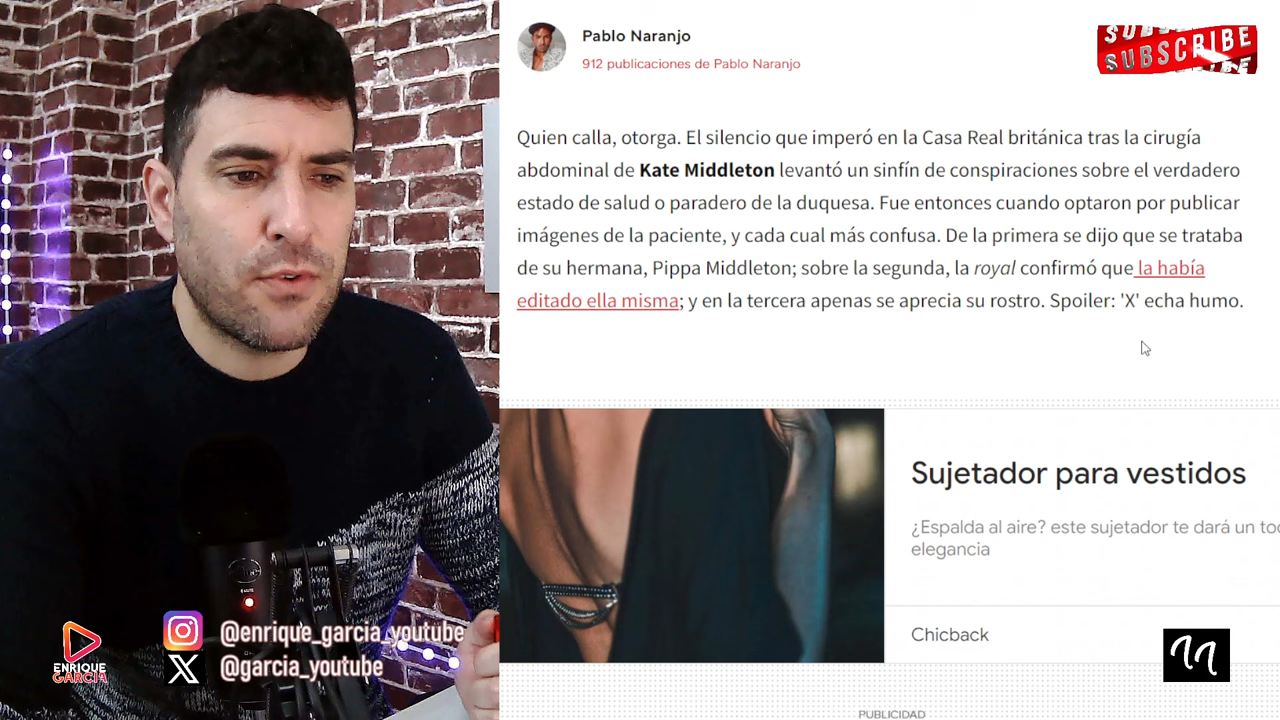 Pablo Naranjo
912 publicaciones de Pablo Naranjo
SUBSCRIBE
Quien calla, otorga. El silencio que imperó en la Casa Real británica tras la cirugía
abdominal de Kate Middleton levantó un sinfín de conspiraciones sobre el verdadero
estado de salud o paradero de la duquesa. Fue entonces cuando optaron por publicar
imágenes de la paciente, y cada cual más confusa. De la primera se dijo que se trataba
de su hermana, Pippa Middleton; sobre la segunda, la royal confirmó que la había
editado ella misma; y en la tercera apenas se aprecia su rostro. Spoiler: 'X' echa humo.
Sujetador para vestidos
¿Espalda al aire? este sujetador te dará un
elegancia
Chicback
PUBLICIDAD
ENRIQUE
GARCIA
@enrique_garcia_youtube
@garcia_youtube